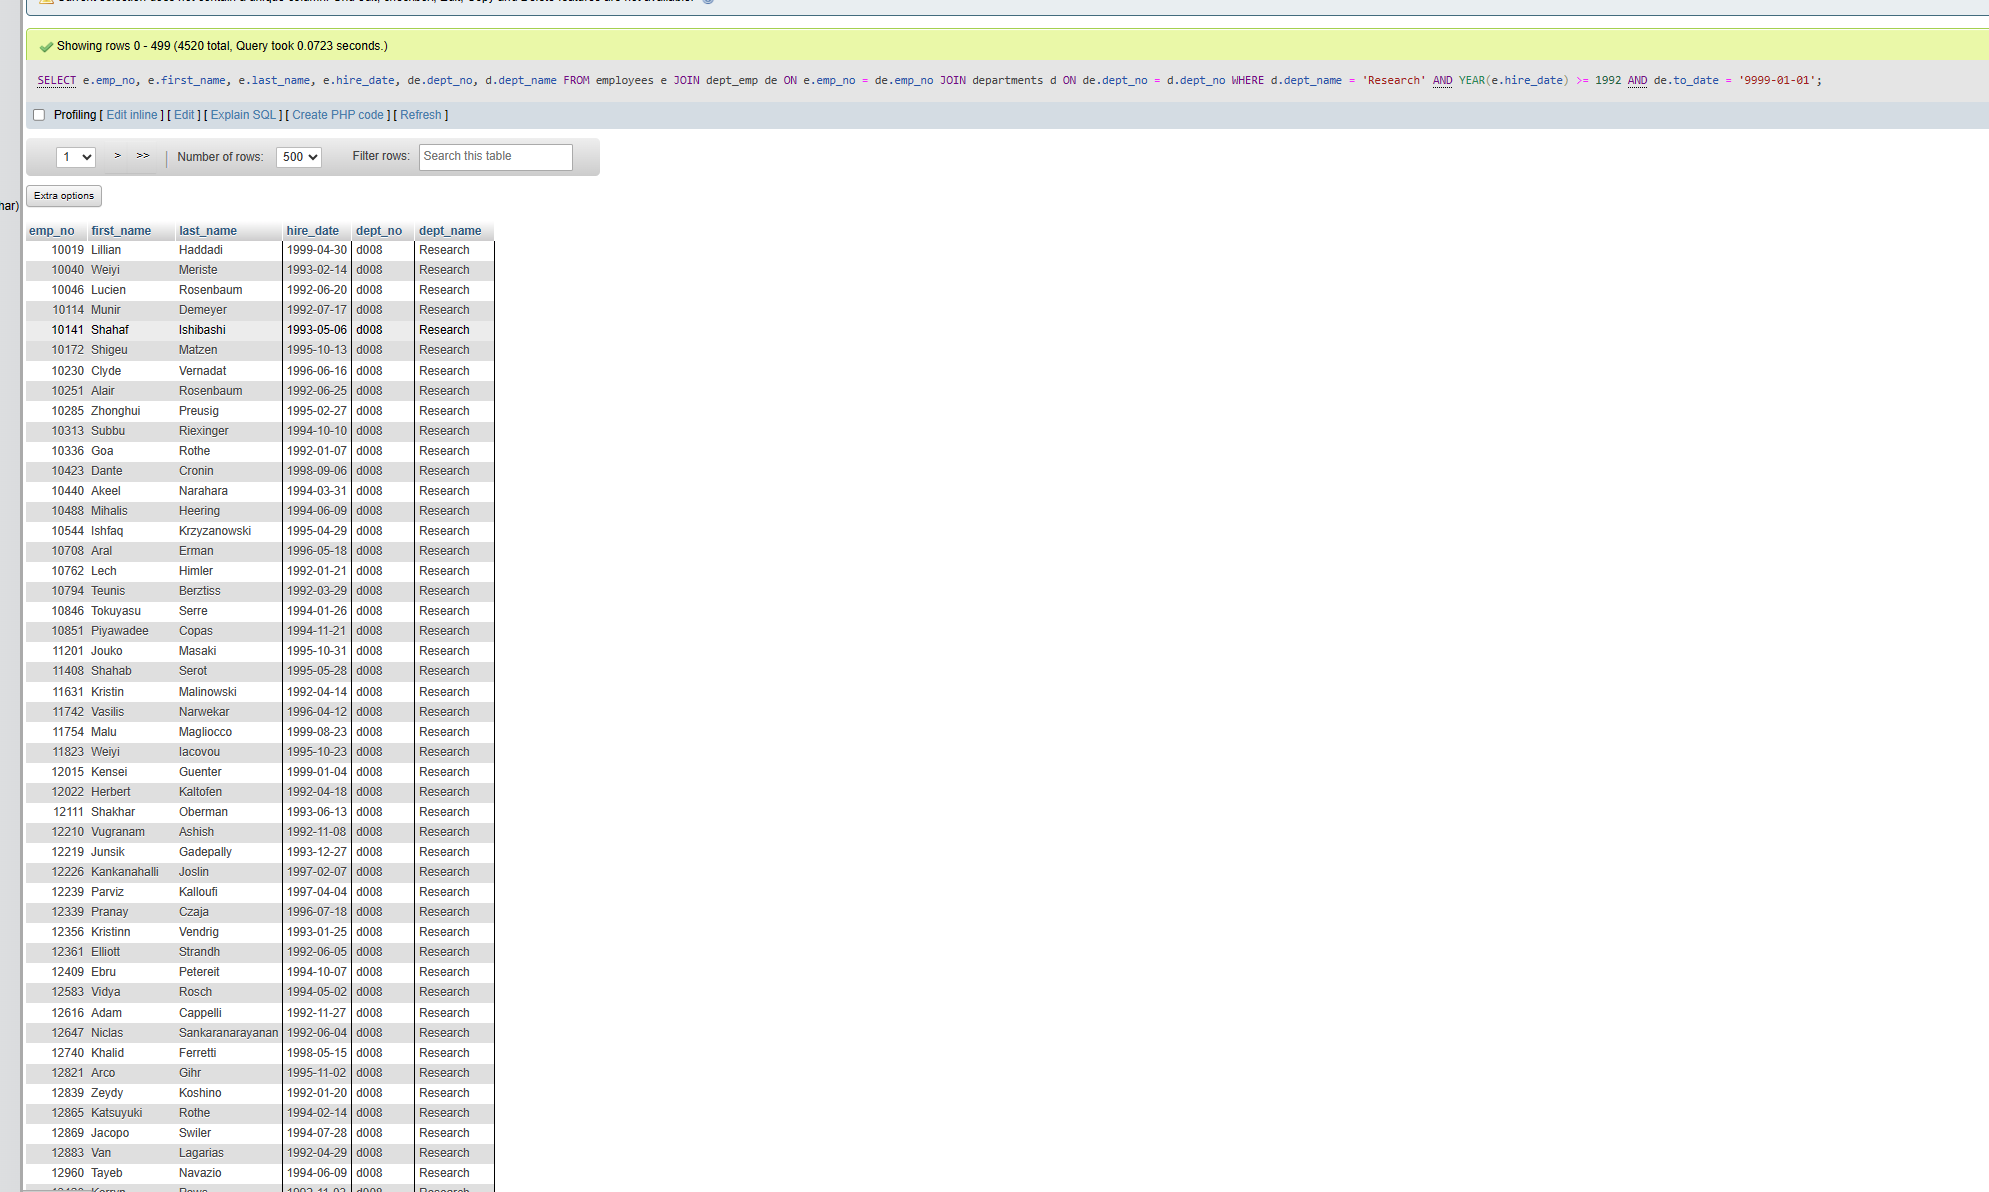 Current selection does not contain a unique column. Grid edit, checkbox, Edit, Copy and Delete features are not available.
Showing rows 0 - 499 (4520 total, Query took 0.0723 seconds.)
SELECT e.emp_no, e.first_name, e.last_name, e.hire_date, de.dept_no, d.dept_name FROM employees e JOIN dept_emp de ON e.emp_no = de.emp_no JOIN departments d ON de.dept_no = d.dept_no WHERE d.dept_name = 'Research' AND YEAR(e.hire_date) >= 1992 AND de.to_date = '9999-01-01';
Profiling [ Edit inline ] [ Edit ] [ Explain SQL ] [ Create PHP code ] [ Refresh ]
1 > >> | Number of rows: 500 Filter rows: Search this table
Extra options
har)
emp_no first_name last_name hire_date dept_no dept_name
10019 Lillian Haddadi 1999-04-30 d008 Research
10040 Weiyi Meriste 1993-02-14 d008 Research
10046 Lucien Rosenbaum 1992-06-20 d008 Research
10114 Munir Demeyer 1992-07-17 d008 Research
10141 Shahaf Ishibashi 1993-05-06 d008 Research
10172 Shigeu Matzen 1995-10-13 d008 Research
10230 Clyde Vernadat 1996-06-16 d008 Research
10251 Alair Rosenbaum 1992-06-25 d008 Research
10285 Zhonghui Preusig 1995-02-27 d008 Research
10313 Subbu Riexinger 1994-10-10 d008 Research
10336 Goa Rothe 1992-01-07 d008 Research
10423 Dante Cronin 1998-09-06 d008 Research
10440 Akeel Narahara 1994-03-31 d008 Research
10488 Mihalis Heering 1994-06-09 d008 Research
10544 Ishfaq Krzyzanowski 1995-04-29 d008 Research
10708 Aral Erman 1996-05-18 d008 Research
10762 Lech Himler 1992-01-21 d008 Research
10794 Teunis Berztiss 1992-03-29 d008 Research
10846 Tokuyasu Serre 1994-01-26 d008 Research
10851 Piyawadee Copas 1994-11-21 d008 Research
11201 Jouko Masaki 1995-10-31 d008 Research
11408 Shahab Serot 1995-05-28 d008 Research
11631 Kristin Malinowski 1992-04-14 d008 Research
11742 Vasilis Narwekar 1996-04-12 d008 Research
11754 Malu Magliocco 1999-08-23 d008 Research
11823 Weiyi Iacovou 1995-10-23 d008 Research
12015 Kensei Guenter 1999-01-04 d008 Research
12022 Herbert Kaltofen 1992-04-18 d008 Research
12111 Shakhar Oberman 1993-06-13 d008 Research
12210 Vugranam Ashish 1992-11-08 d008 Research
12219 Junsik Gadepally 1993-12-27 d008 Research
12226 Kankanahalli Joslin 1997-02-07 d008 Research
12239 Parviz Kalloufi 1997-04-04 d008 Research
12339 Pranay Czaja 1996-07-18 d008 Research
12356 Kristinn Vendrig 1993-01-25 d008 Research
12361 Elliott Strandh 1992-06-05 d008 Research
12409 Ebru Petereit 1994-10-07 d008 Research
12583 Vidya Rosch 1994-05-02 d008 Research
12616 Adam Cappelli 1992-11-27 d008 Research
12647 Niclas Sankaranarayanan 1992-06-04 d008 Research
12740 Khalid Ferretti 1998-05-15 d008 Research
12821 Arco Gihr 1995-11-02 d008 Research
12839 Zeydy Koshino 1992-01-20 d008 Research
12865 Katsuyuki Rothe 1994-02-14 d008 Research
12869 Jacopo Swiler 1994-07-28 d008 Research
12883 Van Lagarias 1992-04-29 d008 Research
12960 Tayeb Navazio 1994-06-09 d008 Research
d008 Research